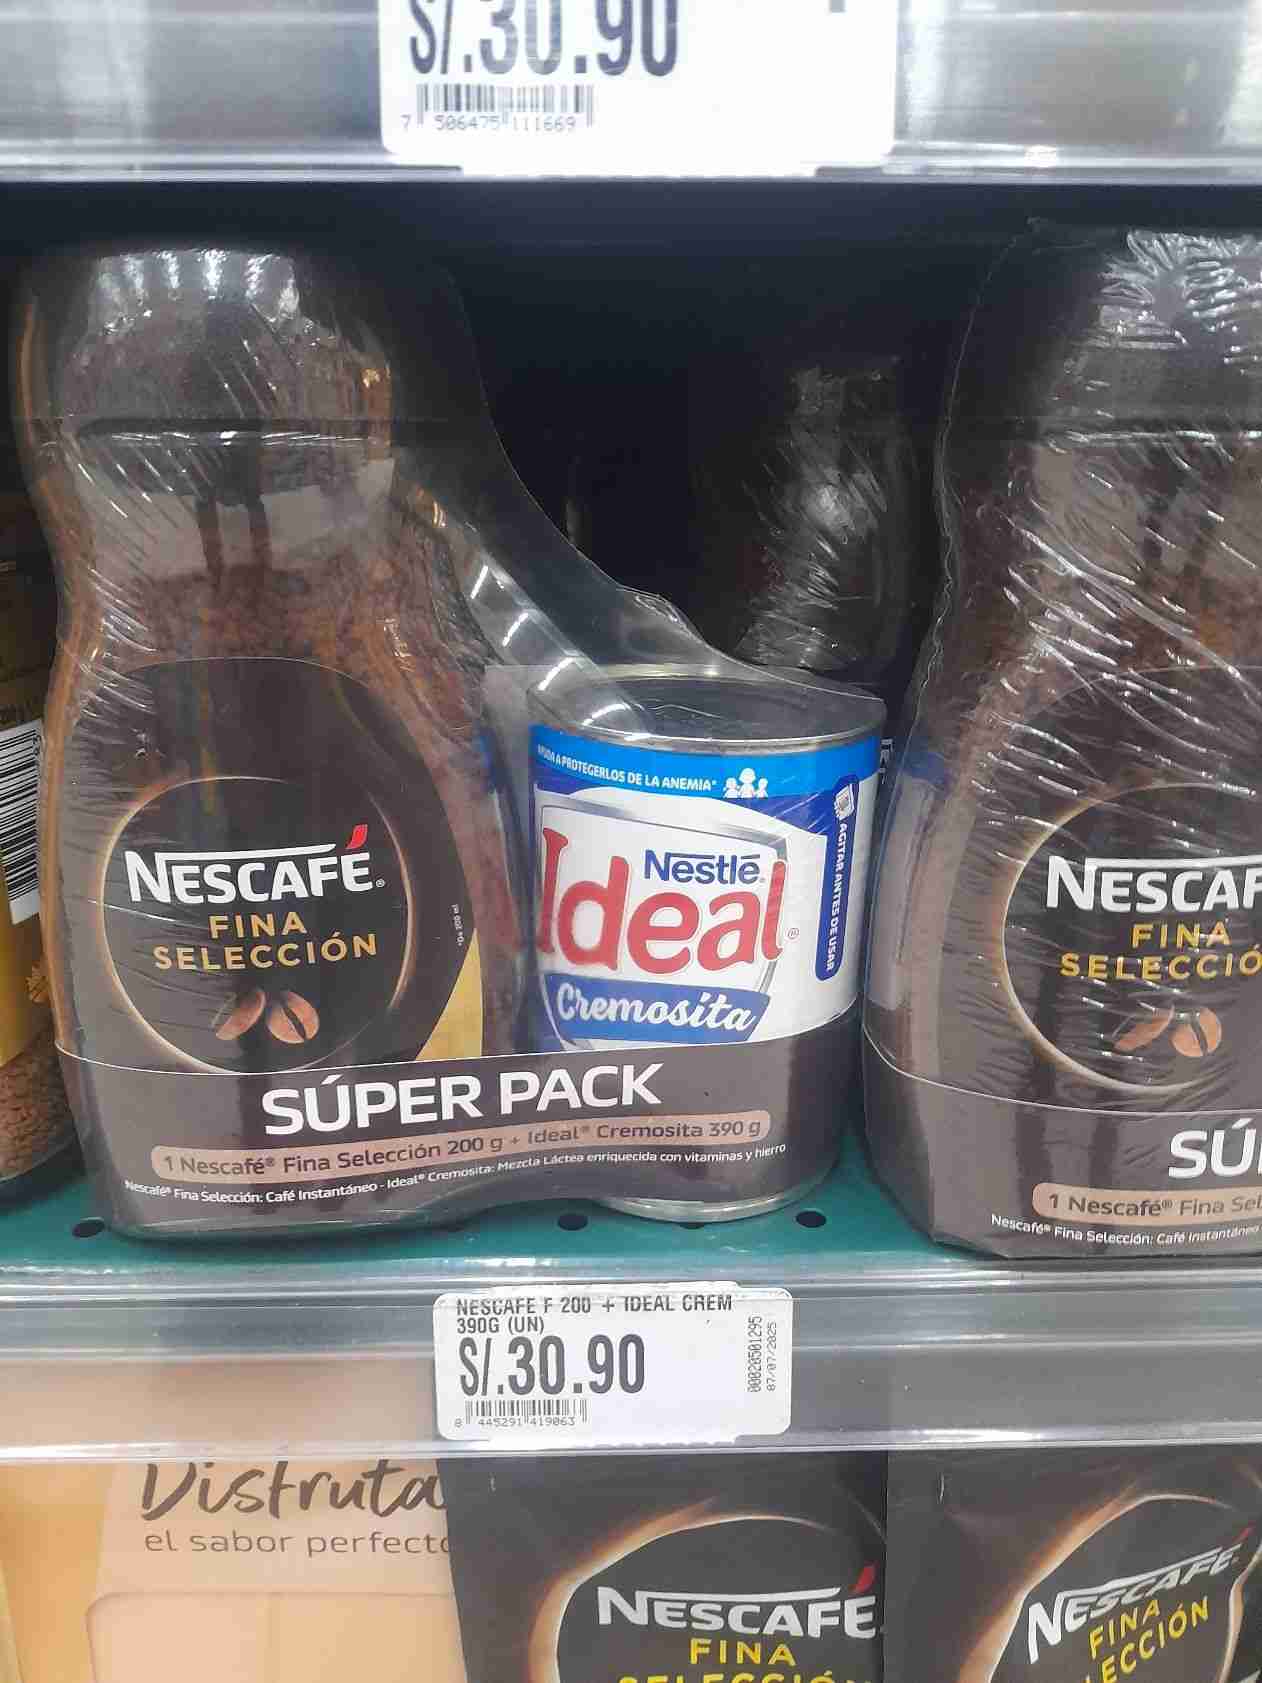 S/.30.90
7 506475 111669
AYUDA A PROTEGERLOS DE LA ANEMIA*
AGITAR ANTES DE USAR
Nestlé.
Ideal®
Cremosita
NESCAFÉ®
FINA
SELECCIÓN
SÚPER PACK
1 Nescafé® Fina Selección 200 g + Ideal® Cremosita 390 g
Nescafé® Fina Selección: Café Instantáneo - Ideal® Cremosita: Mezcla Láctea enriquecida con vitaminas y hierro
NESCAF
FINA
SELECCIÓ
SÚ
1 Nescafé® Fina Sel
Nescafé® Fina Selección: Café Instantáneo
NESCAFE F 200 + IDEAL CREM
390G (UN)
S/.30.90
8 445291 419063
07/07/2025
Disfruta
el sabor perfecto
NESCAFÉ
FINA
SELECCIÓN
NESCAFÉ
FINA
SELECCIÓN